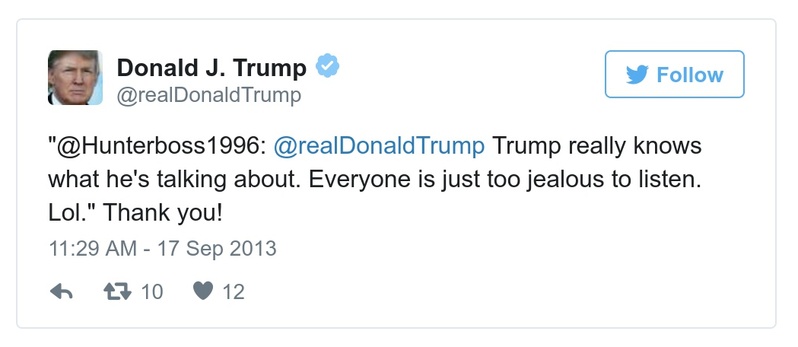 Donald J. Trump
@realDonaldTrump
Follow
"@Hunterboss1996: @realDonaldTrump Trump really knows
what he's talking about. Everyone is just too jealous to listen.
Lol." Thank you!
11:29 AM - 17 Sep 2013
10 12